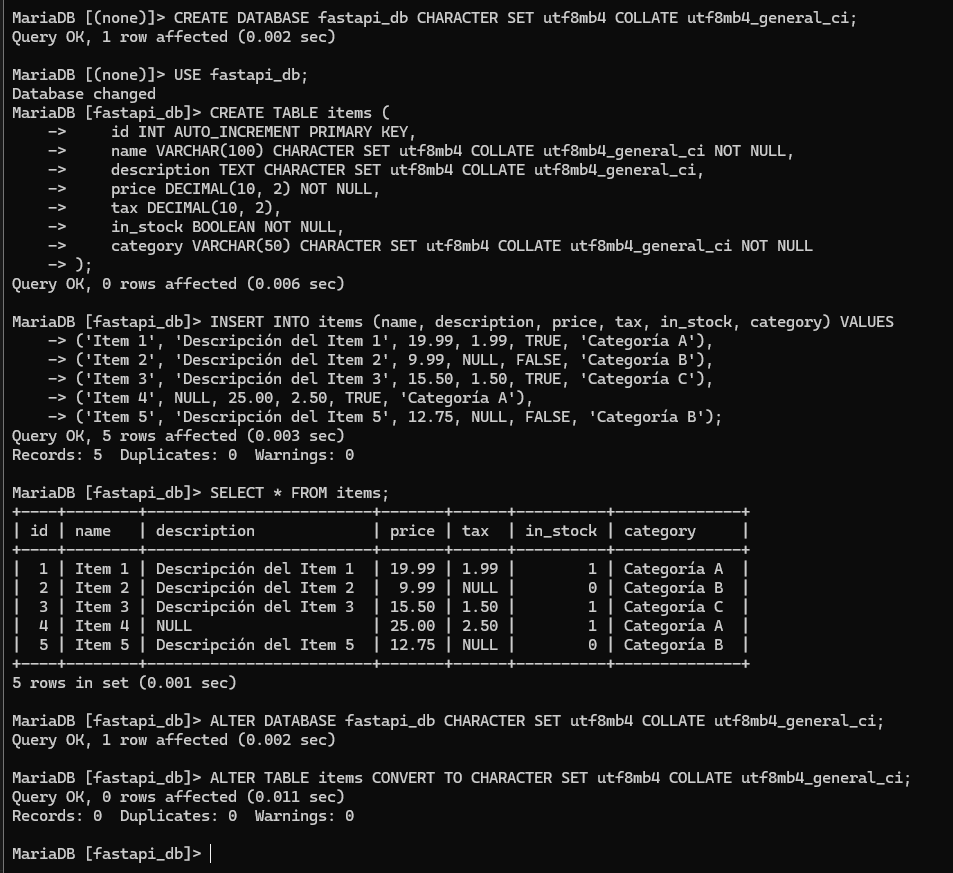 MariaDB [(none)]> CREATE DATABASE fastapi_db CHARACTER SET utf8mb4 COLLATE utf8mb4_general_ci;
Query OK, 1 row affected (0.002 sec)

MariaDB [(none)]> USE fastapi_db;
Database changed
MariaDB [fastapi_db]> CREATE TABLE items (
    ->     id INT AUTO_INCREMENT PRIMARY KEY,
    ->     name VARCHAR(100) CHARACTER SET utf8mb4 COLLATE utf8mb4_general_ci NOT NULL,
    ->     description TEXT CHARACTER SET utf8mb4 COLLATE utf8mb4_general_ci,
    ->     price DECIMAL(10, 2) NOT NULL,
    ->     tax DECIMAL(10, 2),
    ->     in_stock BOOLEAN NOT NULL,
    ->     category VARCHAR(50) CHARACTER SET utf8mb4 COLLATE utf8mb4_general_ci NOT NULL
    -> );
Query OK, 0 rows affected (0.006 sec)

MariaDB [fastapi_db]> INSERT INTO items (name, description, price, tax, in_stock, category) VALUES
    -> ('Item 1', 'Descripción del Item 1', 19.99, 1.99, TRUE, 'Categoría A'),
    -> ('Item 2', 'Descripción del Item 2', 9.99, NULL, FALSE, 'Categoría B'),
    -> ('Item 3', 'Descripción del Item 3', 15.50, 1.50, TRUE, 'Categoría C'),
    -> ('Item 4', NULL, 25.00, 2.50, TRUE, 'Categoría A'),
    -> ('Item 5', 'Descripción del Item 5', 12.75, NULL, FALSE, 'Categoría B');
Query OK, 5 rows affected (0.003 sec)
Records: 5  Duplicates: 0  Warnings: 0

MariaDB [fastapi_db]> SELECT * FROM items;
+----+--------+-------------------------+-------+------+----------+--------------+
| id | name   | description             | price | tax  | in_stock | category     |
+----+--------+-------------------------+-------+------+----------+--------------+
|  1 | Item 1 | Descripción del Item 1  | 19.99 | 1.99 |        1 | Categoría A  |
|  2 | Item 2 | Descripción del Item 2  |  9.99 | NULL |        0 | Categoría B  |
|  3 | Item 3 | Descripción del Item 3  | 15.50 | 1.50 |        1 | Categoría C  |
|  4 | Item 4 | NULL                    | 25.00 | 2.50 |        1 | Categoría A  |
|  5 | Item 5 | Descripción del Item 5  | 12.75 | NULL |        0 | Categoría B  |
+----+--------+-------------------------+-------+------+----------+--------------+
5 rows in set (0.001 sec)

MariaDB [fastapi_db]> ALTER DATABASE fastapi_db CHARACTER SET utf8mb4 COLLATE utf8mb4_general_ci;
Query OK, 1 row affected (0.002 sec)

MariaDB [fastapi_db]> ALTER TABLE items CONVERT TO CHARACTER SET utf8mb4 COLLATE utf8mb4_general_ci;
Query OK, 0 rows affected (0.011 sec)
Records: 0  Duplicates: 0  Warnings: 0

MariaDB [fastapi_db]>